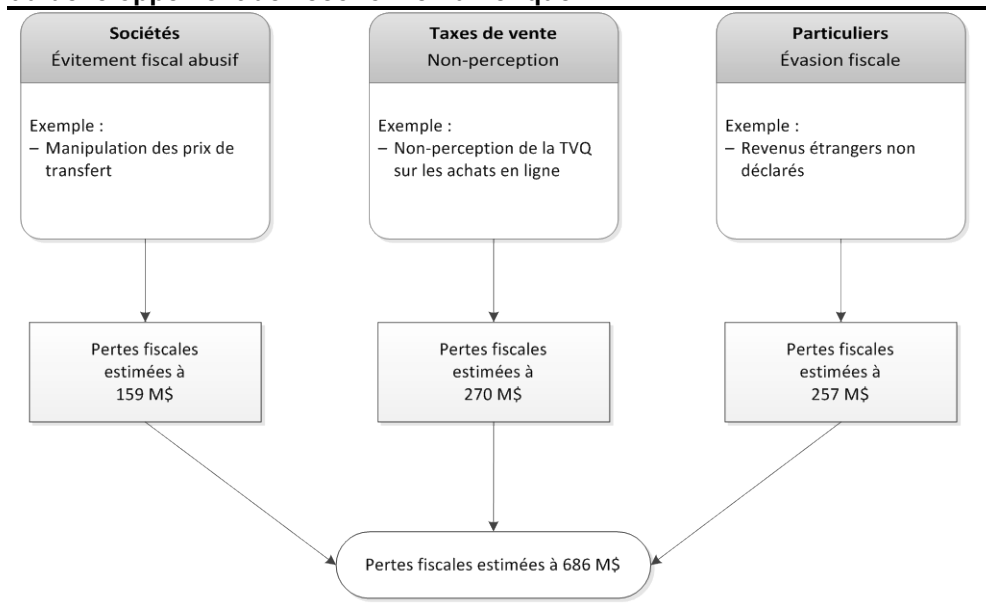 Sociétés
Évitement fiscal abusif
Exemple :
– Manipulation des prix de
transfert
Taxes de vente
Non-perception
Exemple :
– Non-perception de la TVQ
sur les achats en ligne
Particuliers
Évasion fiscale
Exemple :
– Revenus étrangers non
déclarés
Pertes fiscales
estimées à
159 M$
Pertes fiscales
estimées à
270 M$
Pertes fiscales
estimées à
257 M$
Pertes fiscales estimées à 686 M$